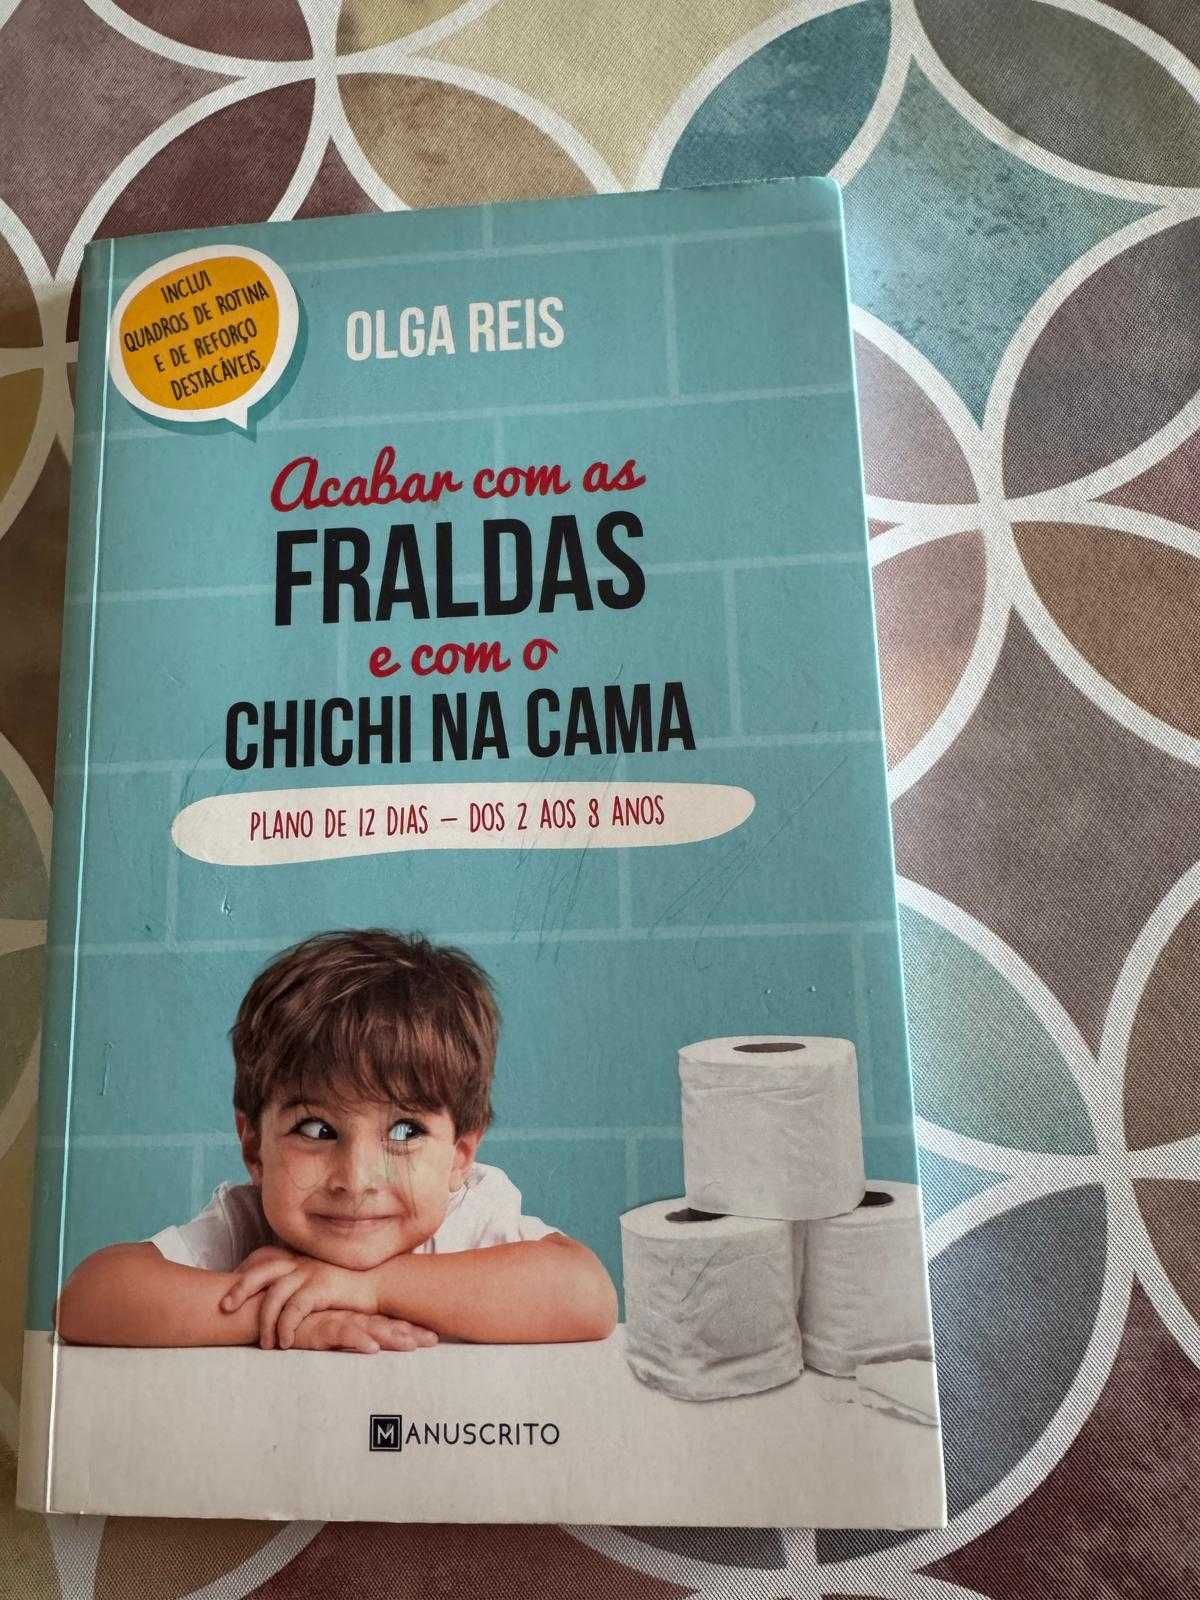 INCLUI
QUADROS DE ROTINA
E DE REFORÇO
DESTACÁVEIS
OLGA REIS
Acabar com as
FRALDAS
e com o
CHICHI NA CAMA
PLANO DE 12 DIAS – DOS 2 AOS 8 ANOS
MANUSCRITO